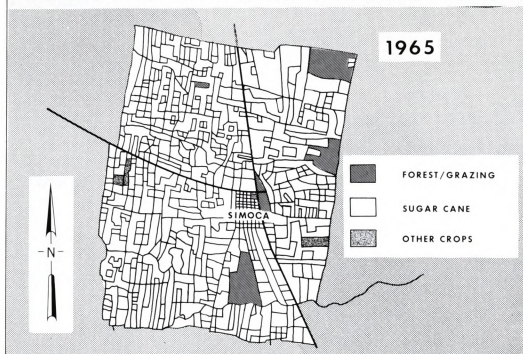 1965
FOREST/GRAZING
SUGAR CANE
OTHER CROPS
SIMOCA
N